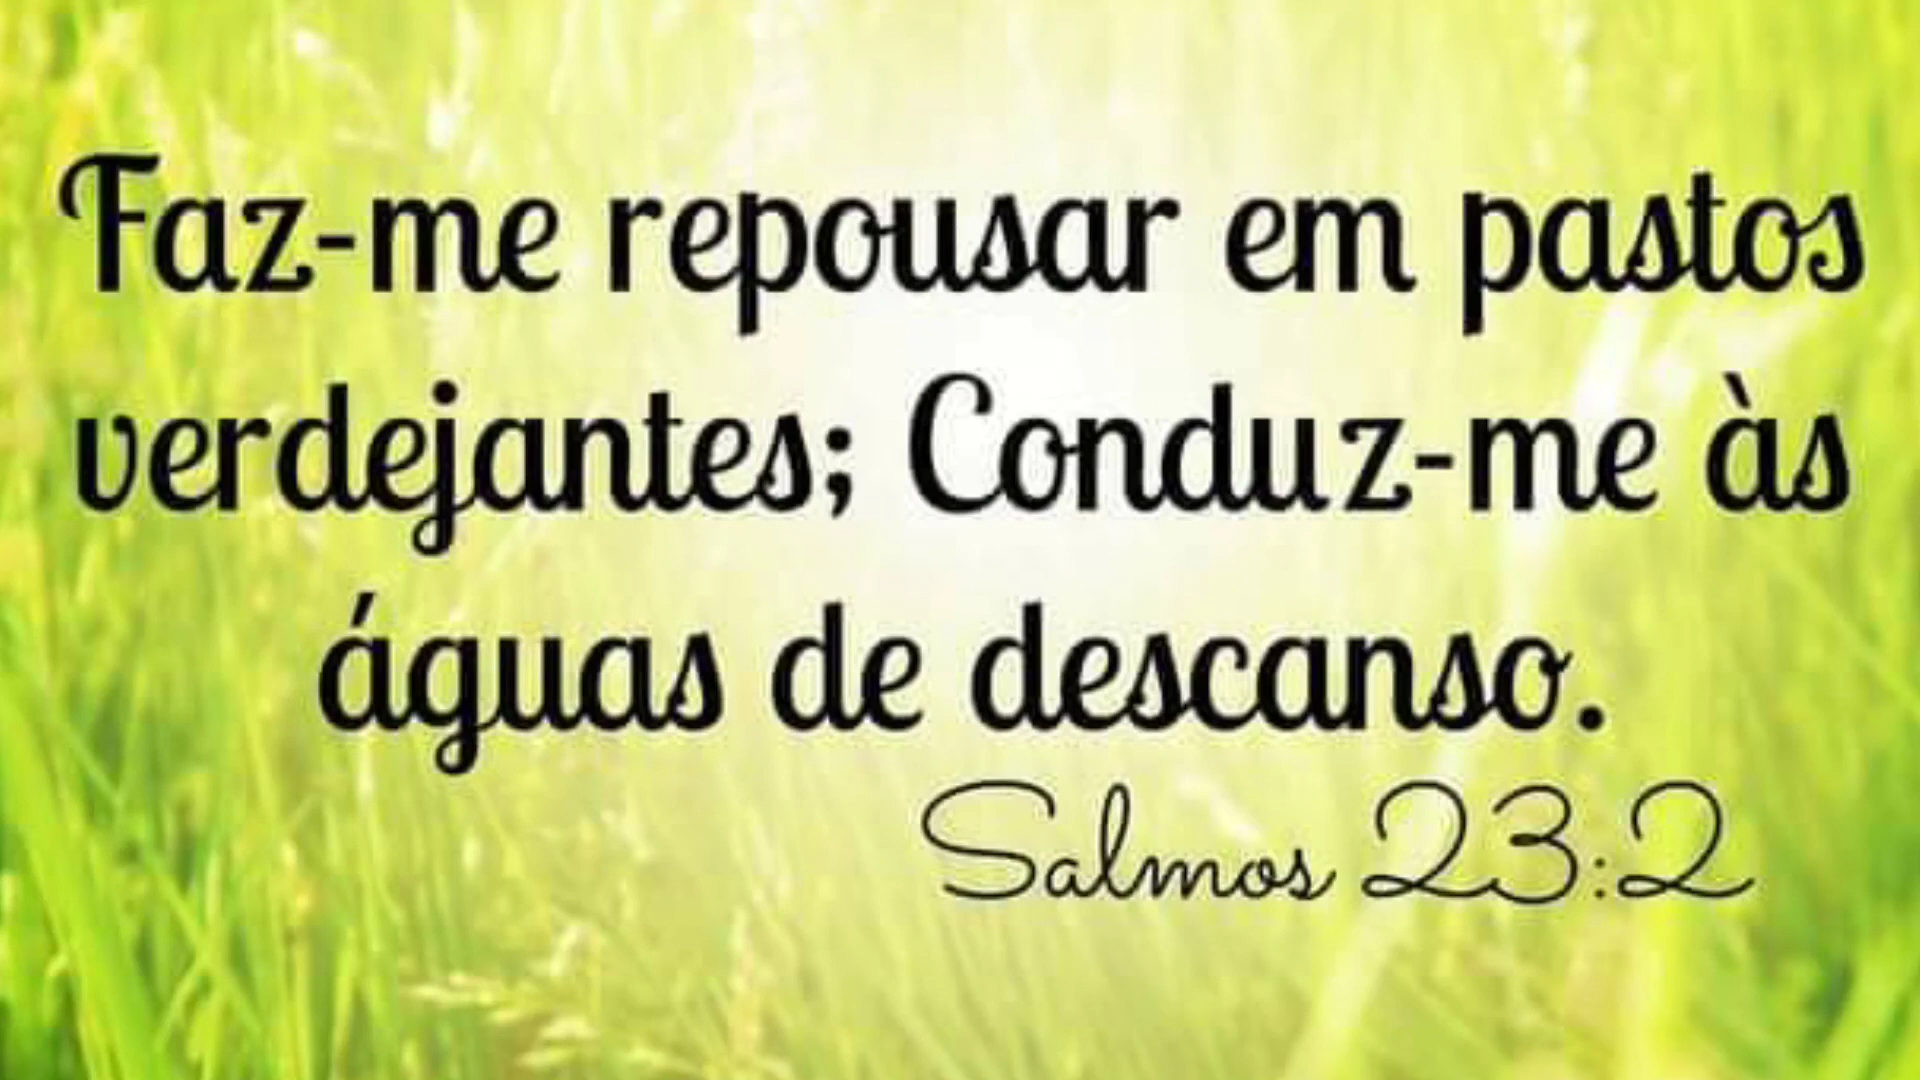 Faz-me repousar em pastos
verdejantes; Conduz-me às
águas de descanso.
Salmos 23:2